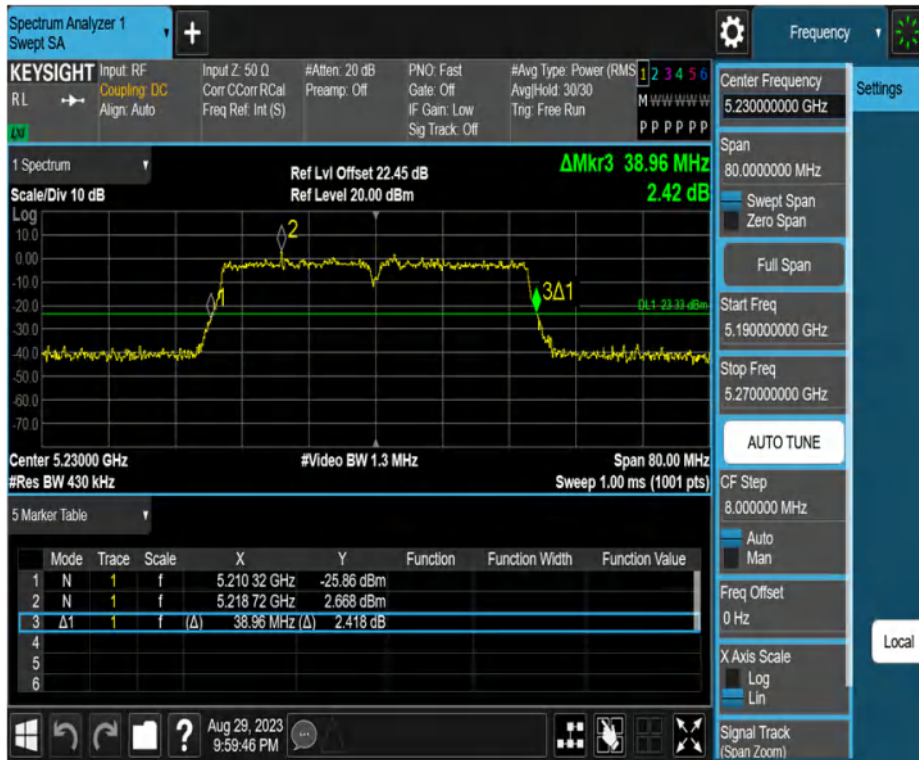 Spectrum Analyzer 1
Swept SA
+
Frequency
KEYSIGHT
RL
LXI
Input: RF
Coupling: DC
Align: Auto
Input Z: 50 Ω
Corr CCorr RCal
Freq Ref: Int (S)
#Atten: 20 dB
Preamp: Off
PNO: Fast
Gate: Off
IF Gain: Low
Sig Track: Off
#Avg Type: Power (RMS
Avg|Hold: 30/30
Trig: Free Run
1 2 3 4 5 6
M W W W W W
P P P P P P
1 Spectrum
Scale/Div 10 dB
Ref Lvl Offset 22.45 dB
Ref Level 20.00 dBm
ΔMkr3 38.96 MHz
2.42 dB
Log
10.0
0.00
-10.0
-20.0
-30.0
-40.0
-50.0
-60.0
-70.0
2
1
3Δ1
DL1 -23.33 dBm
Center 5.23000 GHz
#Res BW 430 kHz
#Video BW 1.3 MHz
Span 80.00 MHz
Sweep 1.00 ms (1001 pts)
5 Marker Table
Mode Trace Scale X Y Function Function Width Function Value
1 N 1 f 5.210 32 GHz -25.86 dBm
2 N 1 f 5.218 72 GHz 2.668 dBm
3 Δ1 1 f (Δ) 38.96 MHz (Δ) 2.418 dB
4
5
6
?
Aug 29, 2023
9:59:46 PM
Center Frequency
5.230000000 GHz
Span
80.0000000 MHz
Swept Span
Zero Span
Full Span
Start Freq
5.190000000 GHz
Stop Freq
5.270000000 GHz
AUTO TUNE
CF Step
8.000000 MHz
Auto
Man
Freq Offset
0 Hz
X Axis Scale
Log
Lin
Signal Track
(Span Zoom)
Settings
Local